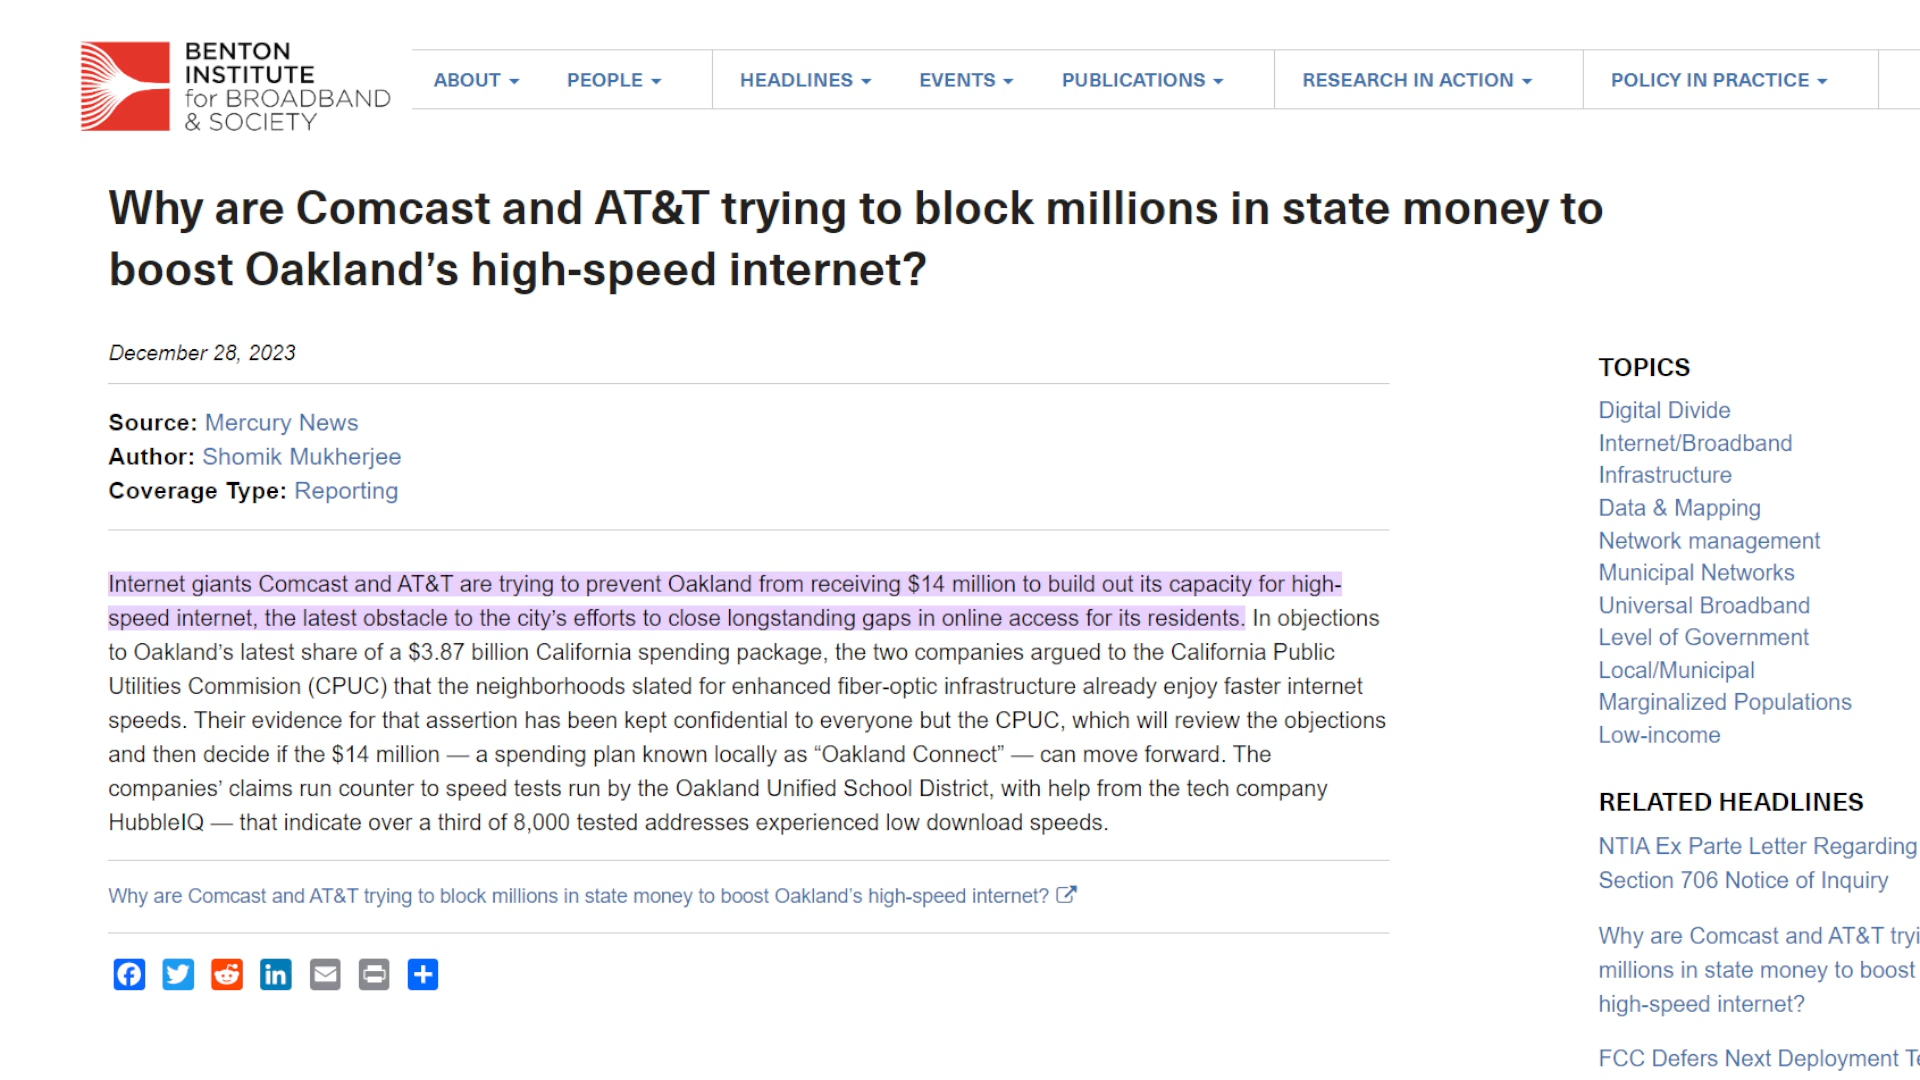 BENTON
INSTITUTE
for BROADBAND
& SOCIETY
ABOUT
PEOPLE
HEADLINES
EVENTS
PUBLICATIONS
RESEARCH IN ACTION
POLICY IN PRACTICE
Why are Comcast and AT&T trying to block millions in state money to
boost Oakland’s high-speed internet?
December 28, 2023
Source: Mercury News
Author: Shomik Mukherjee
Coverage Type: Reporting
Internet giants Comcast and AT&T are trying to prevent Oakland from receiving $14 million to build out its capacity for high-
speed internet, the latest obstacle to the city’s efforts to close longstanding gaps in online access for its residents. In objections
to Oakland’s latest share of a $3.87 billion California spending package, the two companies argued to the California Public
Utilities Commision (CPUC) that the neighborhoods slated for enhanced fiber-optic infrastructure already enjoy faster internet
speeds. Their evidence for that assertion has been kept confidential to everyone but the CPUC, which will review the objections
and then decide if the $14 million — a spending plan known locally as “Oakland Connect” — can move forward. The
companies’ claims run counter to speed tests run by the Oakland Unified School District, with help from the tech company
HubbleIQ — that indicate over a third of 8,000 tested addresses experienced low download speeds.
Why are Comcast and AT&T trying to block millions in state money to boost Oakland’s high-speed internet?
TOPICS
Digital Divide
Internet/Broadband
Infrastructure
Data & Mapping
Network management
Municipal Networks
Universal Broadband
Level of Government
Local/Municipal
Marginalized Populations
Low-income
RELATED HEADLINES
NTIA Ex Parte Letter Regarding
Section 706 Notice of Inquiry
Why are Comcast and AT&T tryi
millions in state money to boost
high-speed internet?
FCC Defers Next Deployment Te